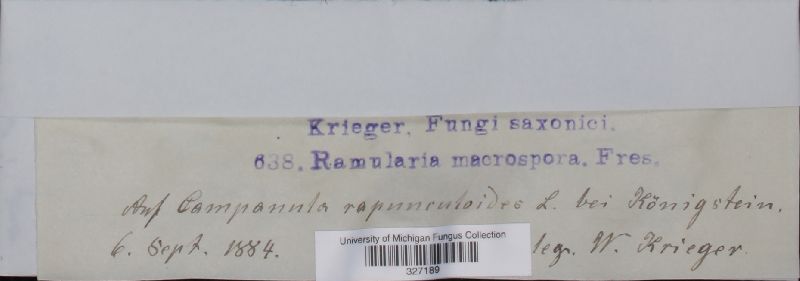 Krieger, Fungi saxonici.
638. Ramularia macrospora. Fres.
Auf Campanula rapunculoides L. bei Königstein.
6. Sept. 1884. leg. W. Krieger.
University of Michigan Fungus Collection
327189